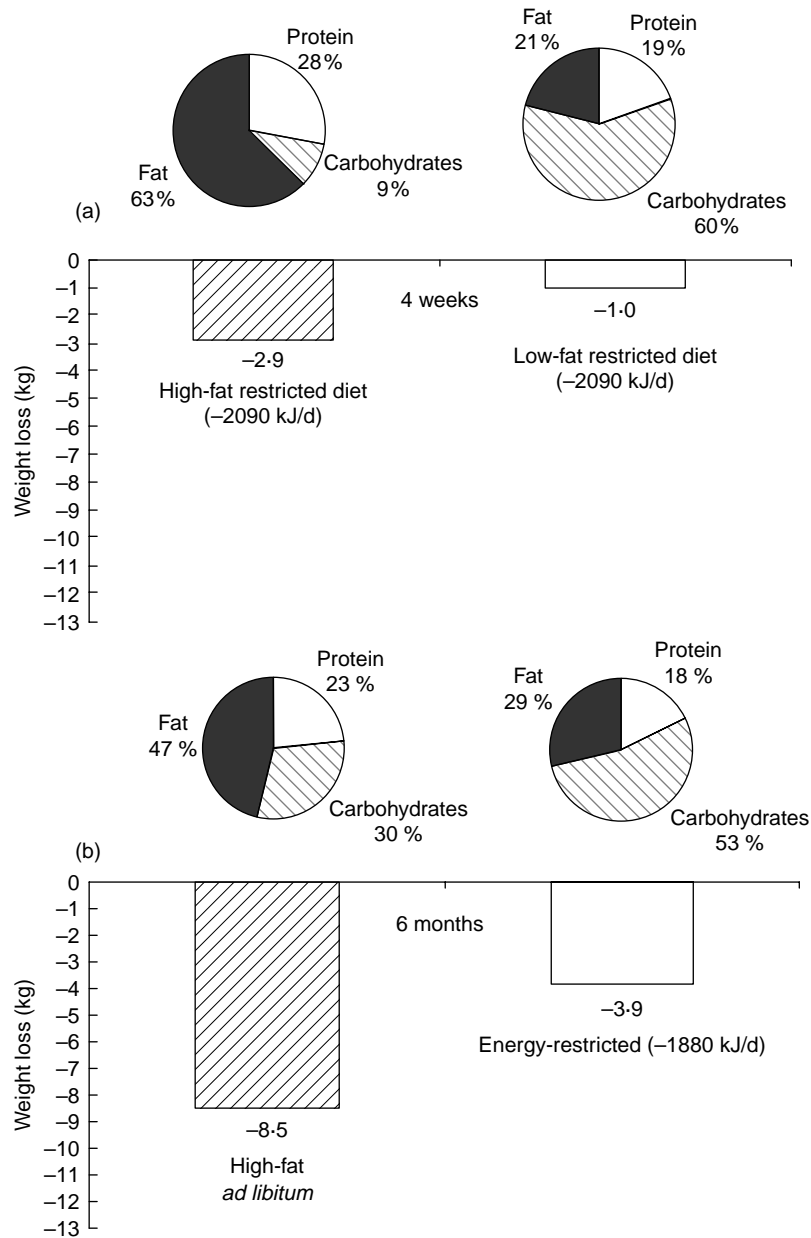 Protein
28%
Carbohydrates
9%
Fat
63%
Fat
21%
Protein
19%
Carbohydrates
60%
(a)
0
–1
–2
–3
–4
–5
–6
–7
–8
–9
–10
–11
–12
–13
Weight loss (kg)
–2·9
High-fat restricted diet
(–2090 kJ/d)
4 weeks
–1·0
Low-fat restricted diet
(–2090 kJ/d)
Protein
23 %
Fat
47 %
Carbohydrates
30 %
Protein
18 %
Fat
29 %
Carbohydrates
53 %
(b)
0
–1
–2
–3
–4
–5
–6
–7
–8
–9
–10
–11
–12
–13
Weight loss (kg)
–8·5
High-fat
ad libitum
6 months
–3·9
Energy-restricted (–1880 kJ/d)